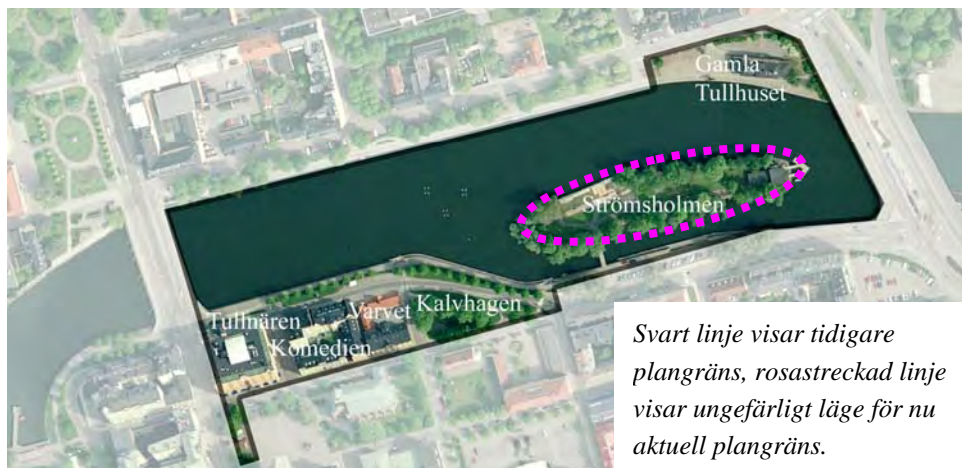 Gamla
Tullhuset
Strömsholmen
Kalvhagen
Varvet
Tullnären
Komedien
Svart linje visar tidigare
plangräns, rosastreckad linje
visar ungefärligt läge för nu
aktuell plangräns.